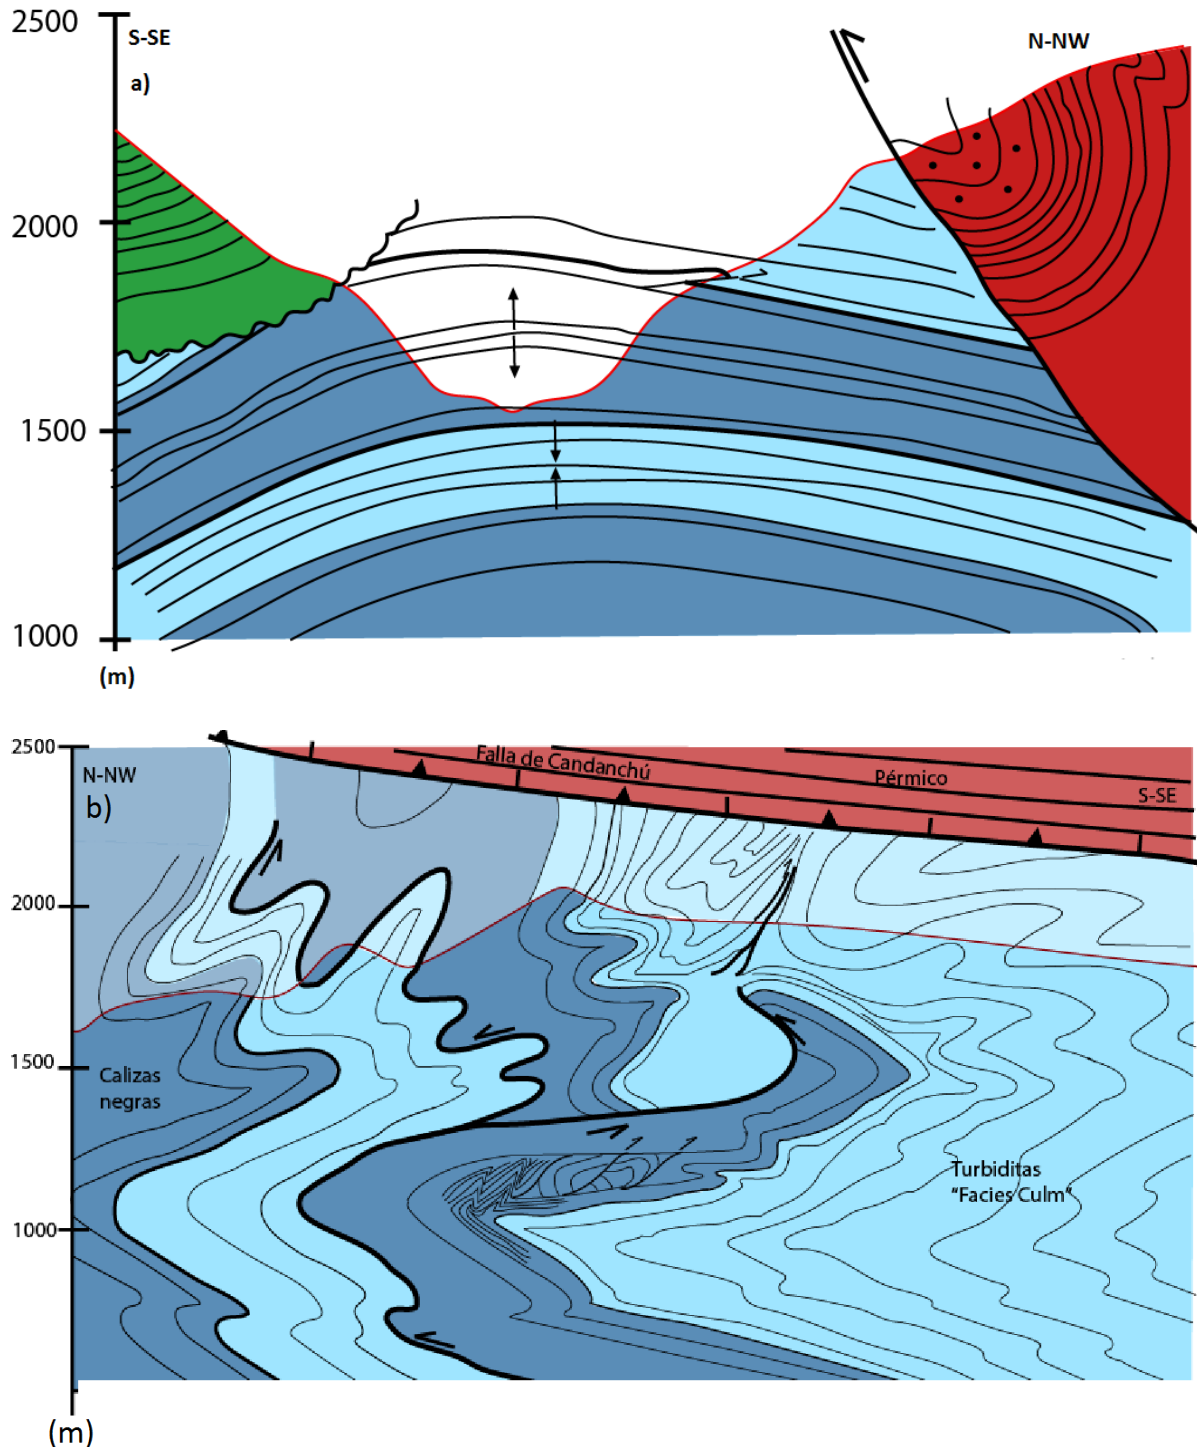 2500
S-SE
N-NW
a)
2000
1500
1000
(m)
2500
Falla de Candanchú
Pérmico
N-NW
S-SE
b)
2000
1500
Calizas
negras
Turbiditas
"Facies Culm"
1000
(m)